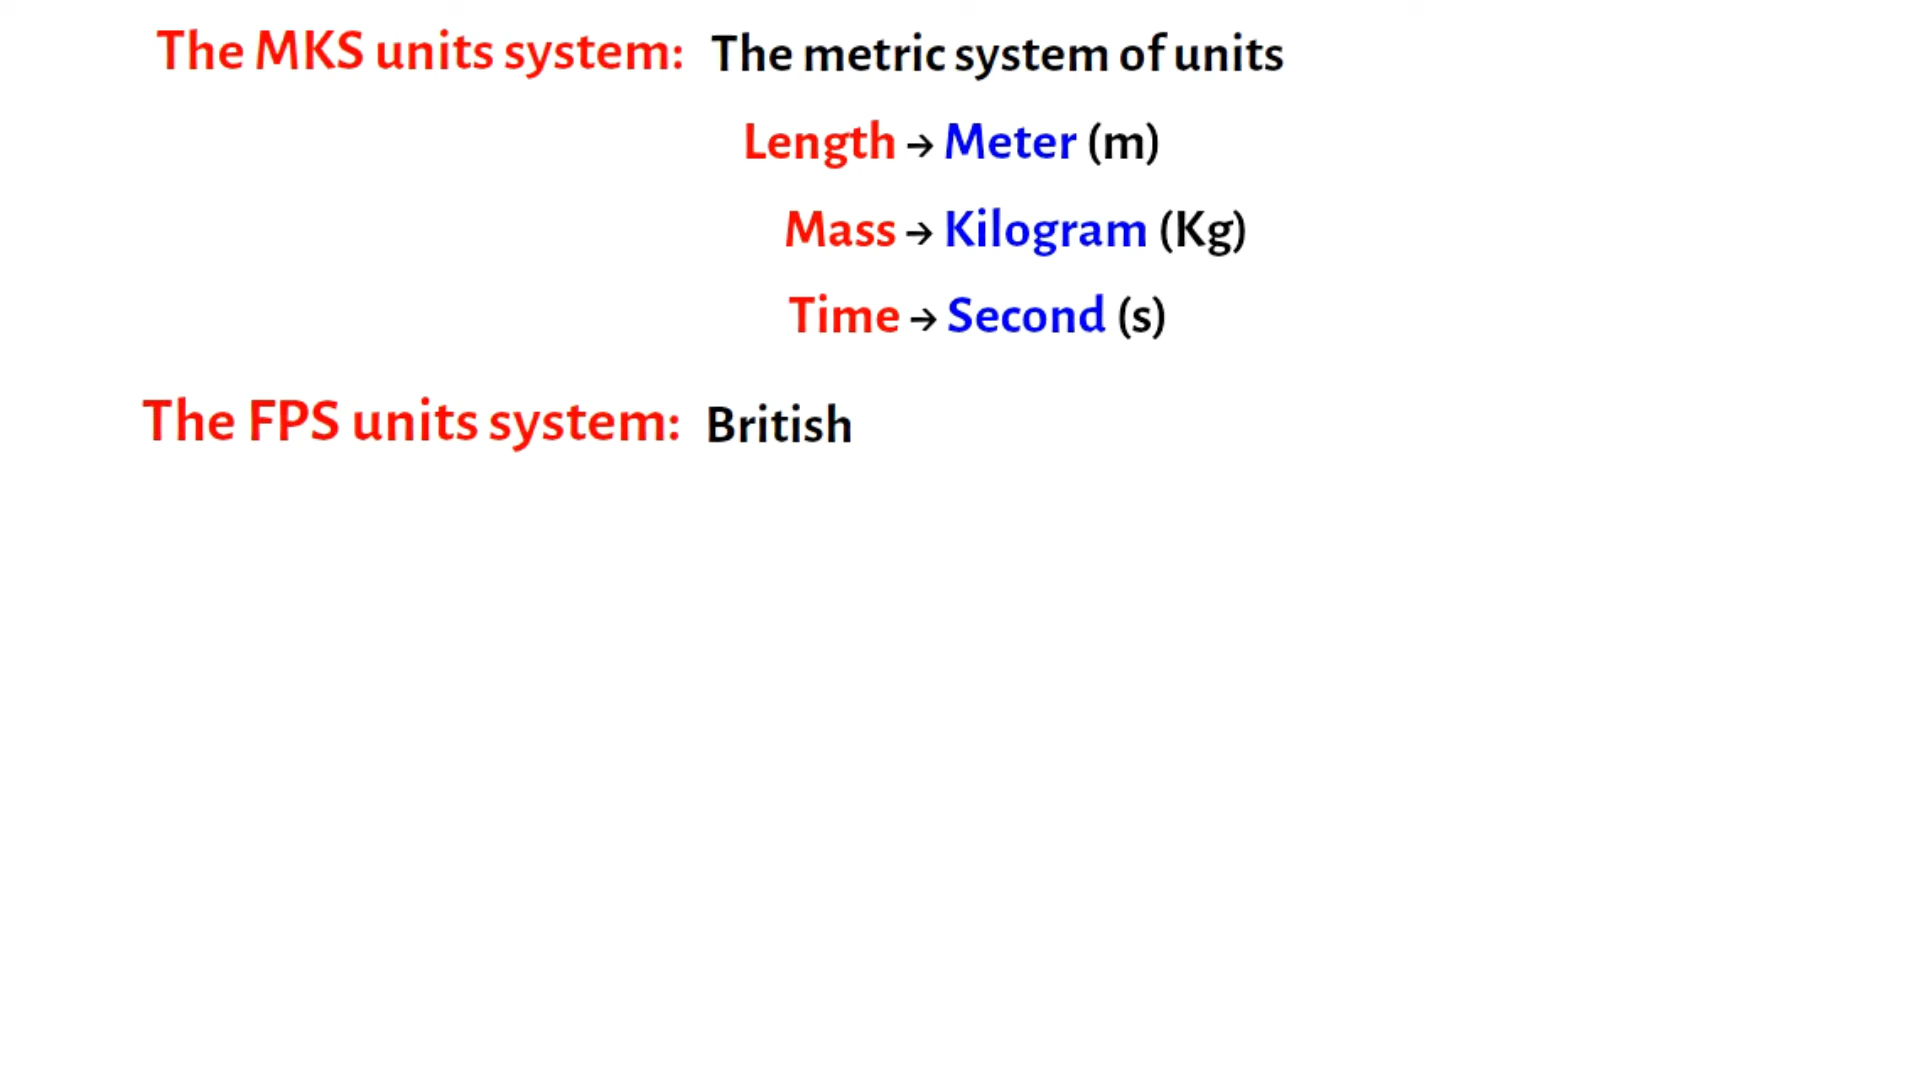 The MKS units system: The metric system of units
Length → Meter (m)
Mass → Kilogram (Kg)
Time → Second (s)
The FPS units system: British